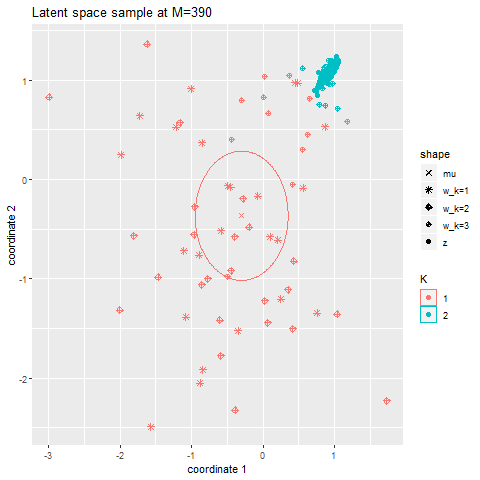 Latent space sample at M=390
coordinate 2
1
0
-1
-2
-3
-2
-1
0
1
coordinate 1
shape
mu
w_k=1
w_k=2
w_k=3
z
K
1
2